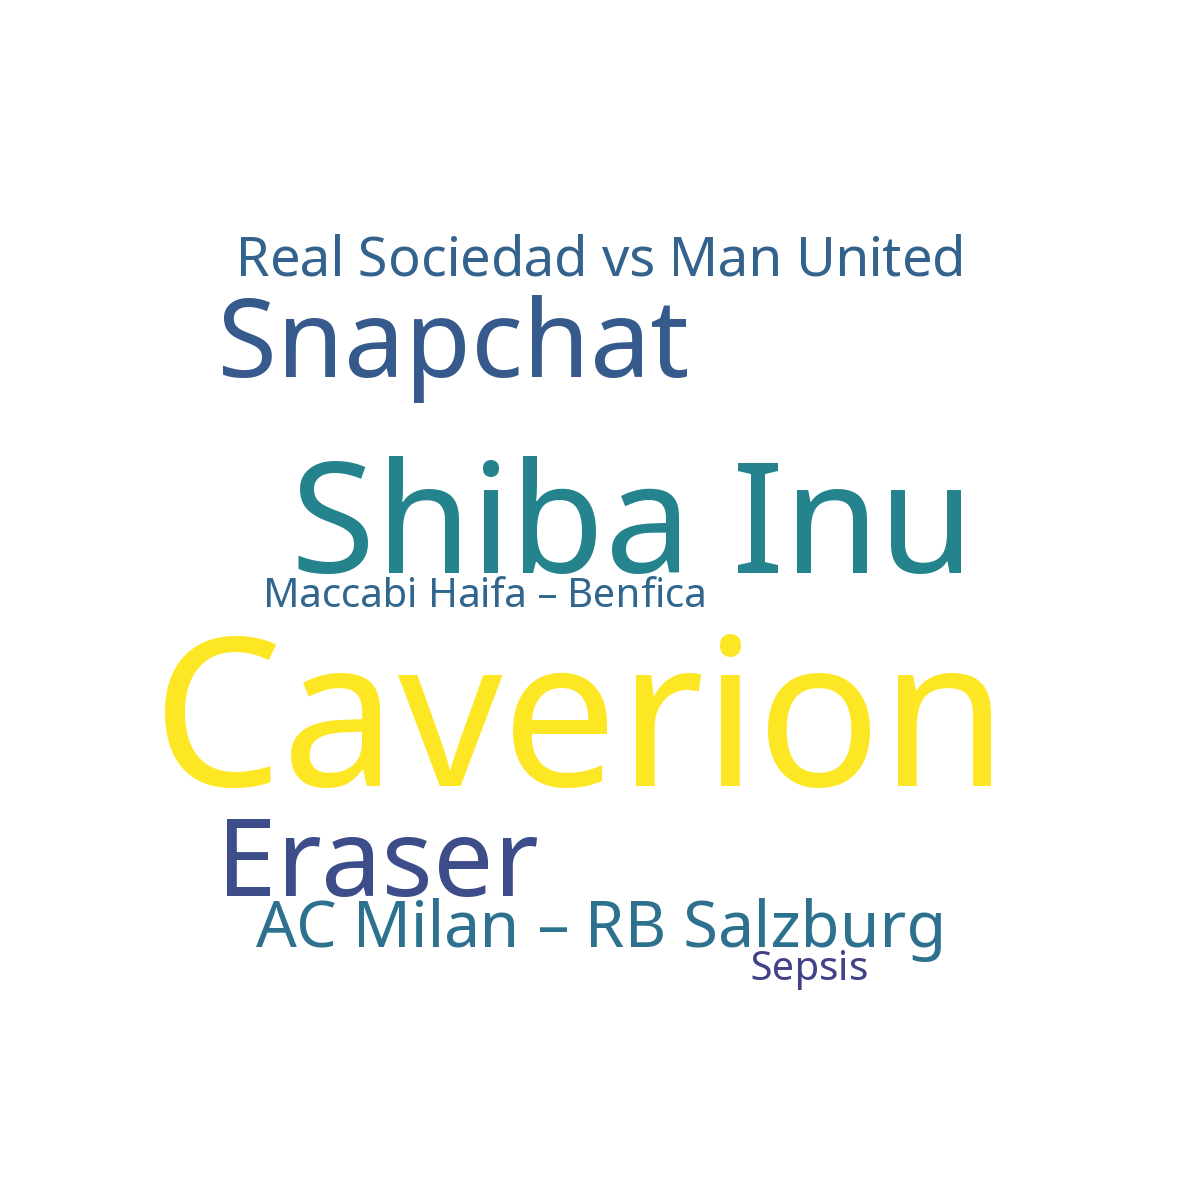 Real Sociedad vs Man United
Snapchat
Shiba Inu
Maccabi Haifa – Benfica
Caverion
Eraser
AC Milan – RB Salzburg
Sepsis